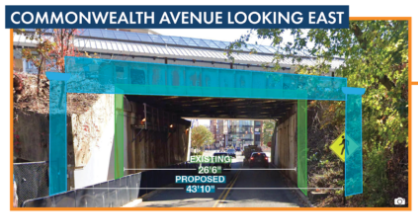 COMMONWEALTH AVENUE LOOKING EAST
EXISTING
26'6"
PROPOSED
43'10"